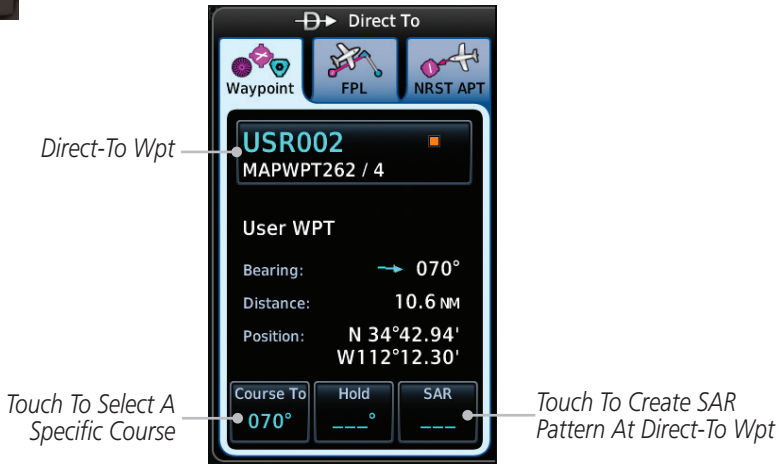 Direct To
Waypoint
FPL
NRST APT
Direct-To Wpt
USR002
MAPWPT262 / 4
User WPT
Bearing: 070°
Distance: 10.6 NM
Position: N 34°42.94'
W112°12.30'
Touch To Select A
Specific Course
Course To
070°
Hold
___°
SAR
___
Touch To Create SAR
Pattern At Direct-To Wpt